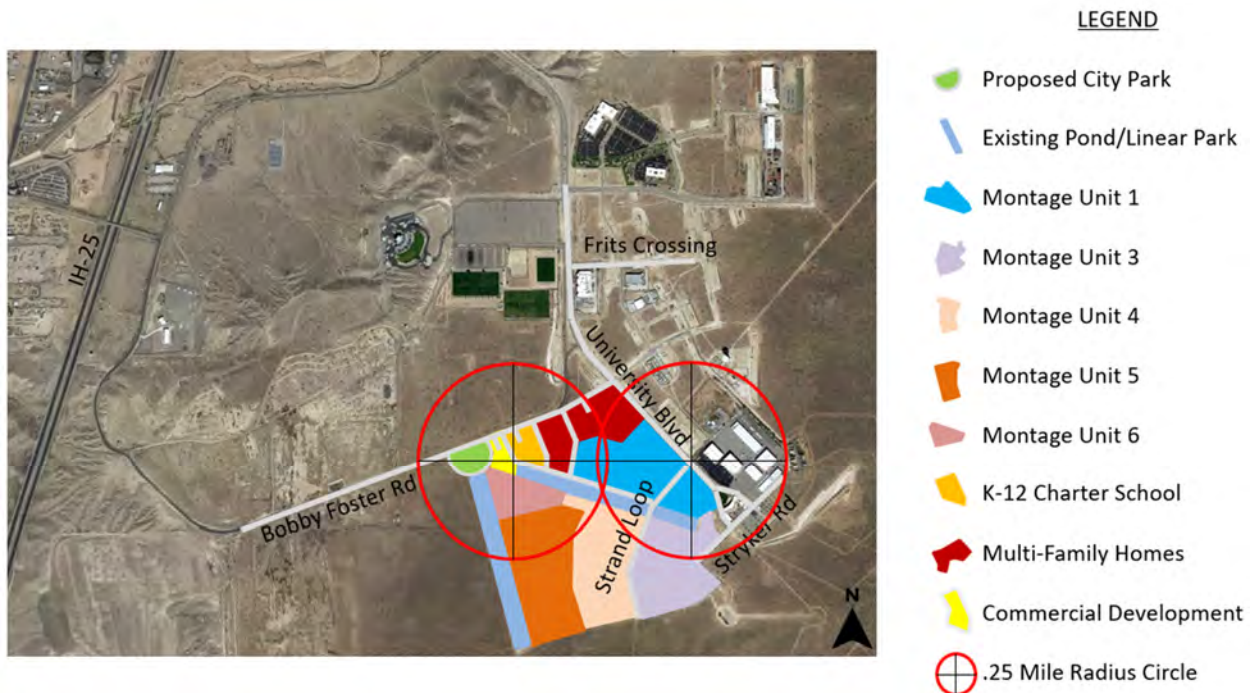 LEGEND
Proposed City Park
Existing Pond/Linear Park
Montage Unit 1
Montage Unit 3
Montage Unit 4
Montage Unit 5
Montage Unit 6
K-12 Charter School
Multi-Family Homes
Commercial Development
.25 Mile Radius Circle
IH-25
Frits Crossing
University Blvd
Bobby Foster Rd
Strand Loop
Stryker Rd
N